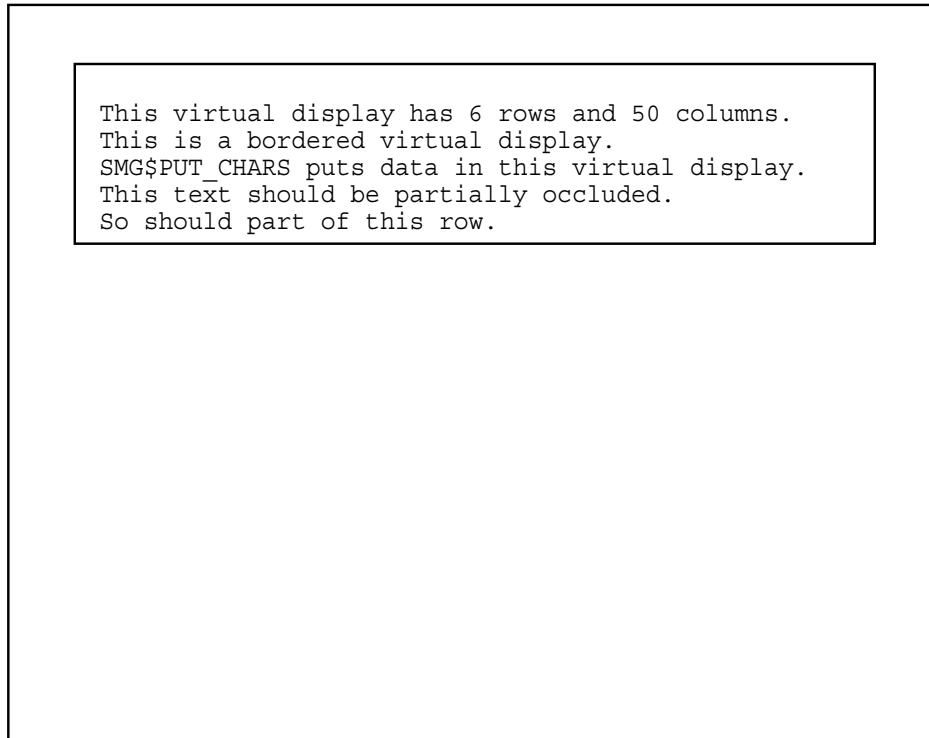 This virtual display has 6 rows and 50 columns.
This is a bordered virtual display.
SMG$PUT_CHARS puts data in this virtual display.
This text should be partially occluded.
So should part of this row.